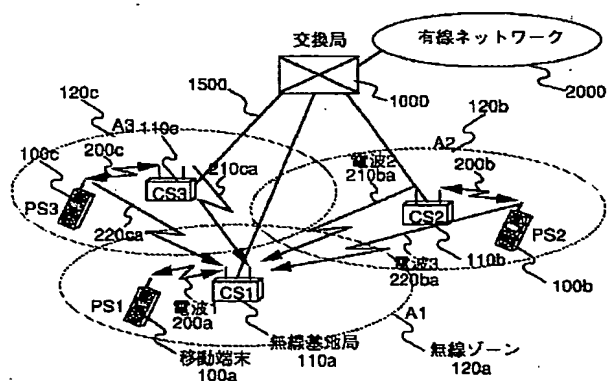 交換局
有線ネットワーク
1500
1000
2000
120c
A3
110c
120b
A2
100c
200c
210ca
電波2
210ba
200b
CS3
PS3
CS2
PS2
220ca
110b
電波3
220ba
100b
CS1
PS1
電波1
200a
A1
無線基地局
110a
移動端末
100a
無線ゾーン
120a